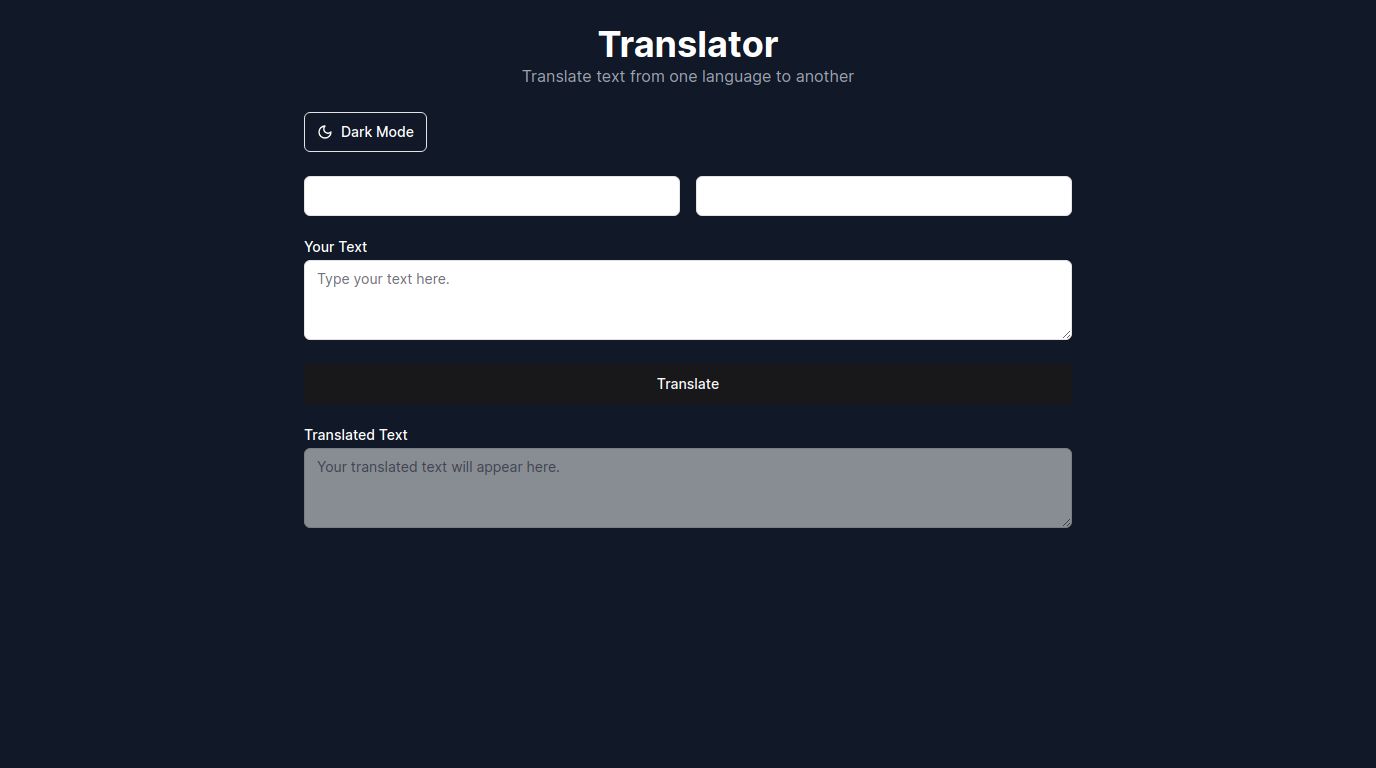 Translator
Translate text from one language to another
Dark Mode
Your Text
Type your text here.
Translate
Translated Text
Your translated text will appear here.